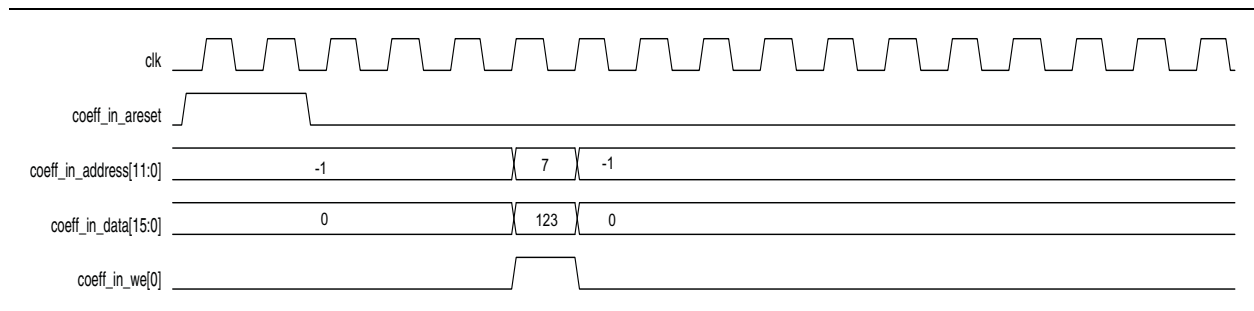 clk
coeff_in_areset
coeff_in_address[11:0] -1 7 -1
coeff_in_data[15:0] 0 123 0
coeff_in_we[0]